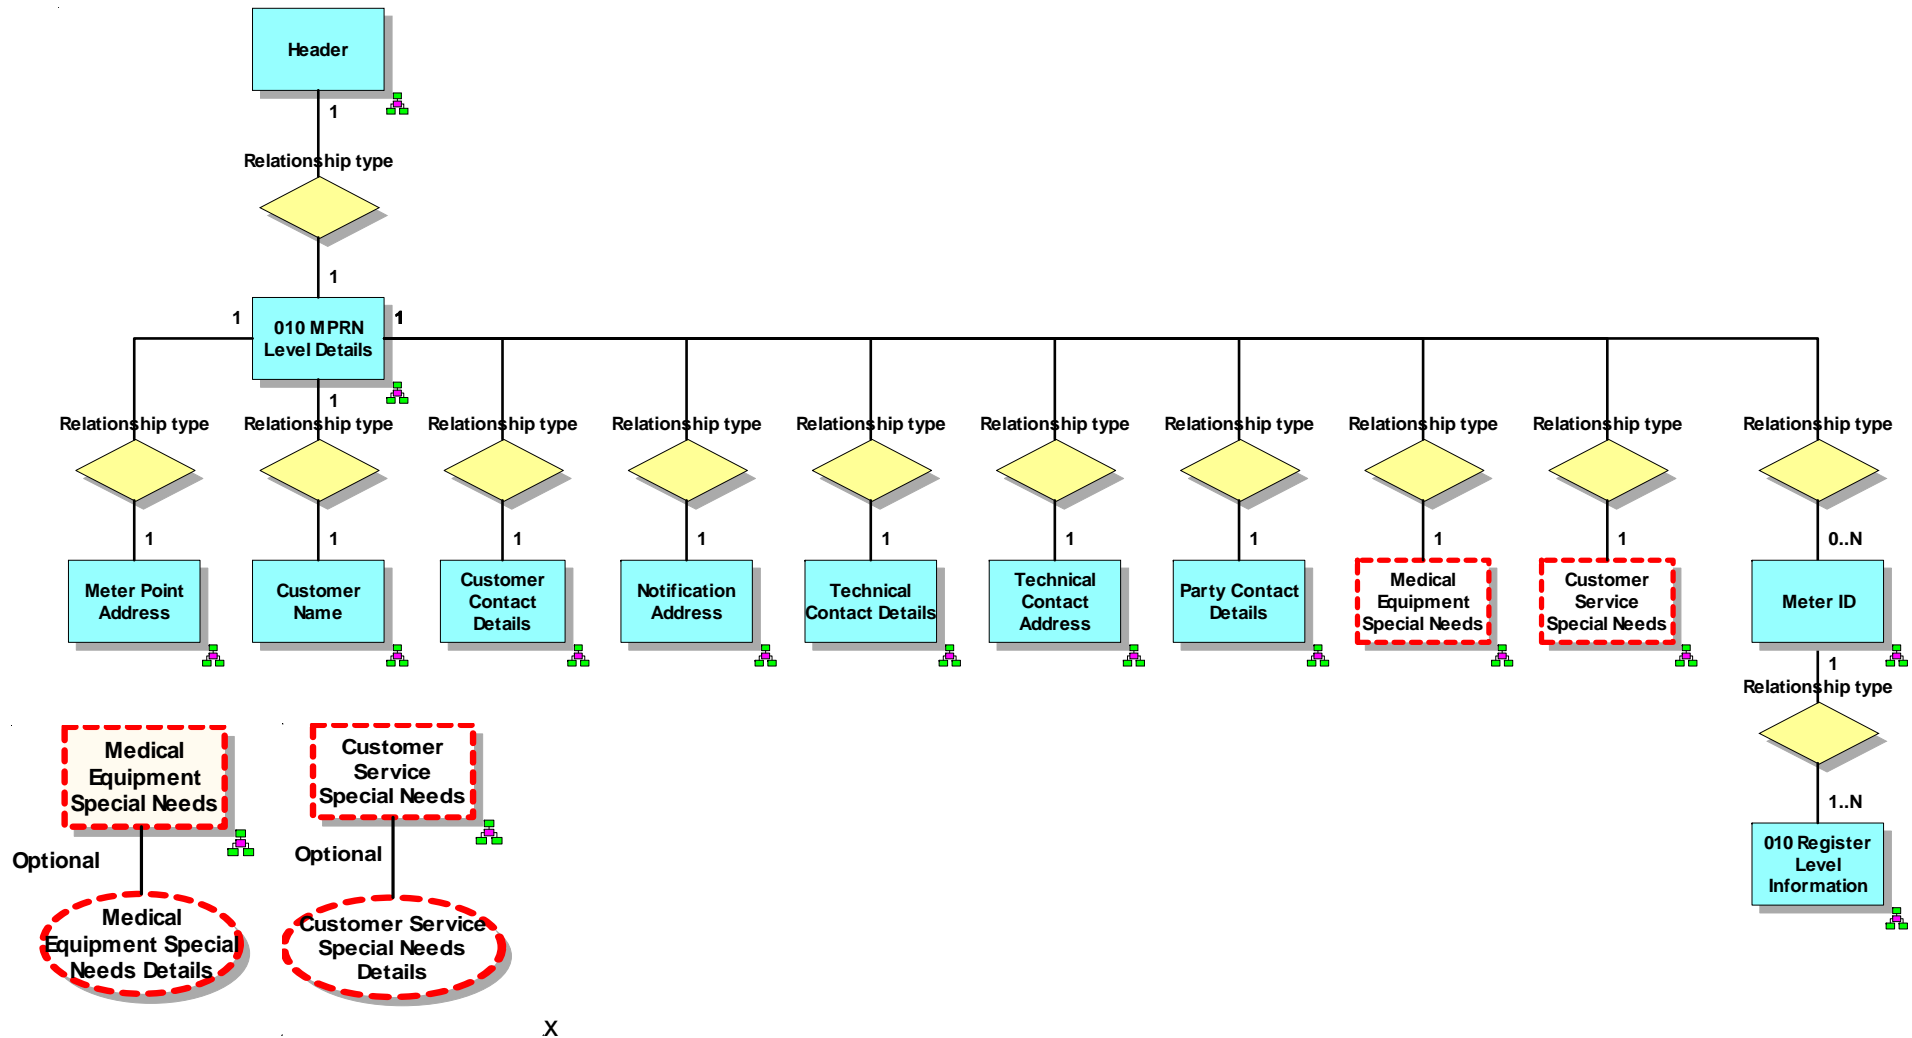 Header
1
Relationship type
1
1
010 MPRN
Level Details
1
1
Relationship type
Relationship type
Relationship type
Relationship type
Relationship type
Relationship type
Relationship type
Relationship type
Relationship type
Relationship type
1
1
1
1
1
1
1
1
1
0..N
Meter Point
Address
Customer
Name
Customer
Contact
Details
Notification
Address
Technical
Contact Details
Technical
Contact
Address
Party Contact
Details
Medical
Equipment
Special Needs
Customer
Service
Special Needs
Meter ID
1
Relationship type
1..N
010 Register
Level
Information
Medical
Equipment
Special Needs
Optional
Medical
Equipment Special
Needs Details
Customer
Service
Special Needs
Optional
Customer Service
Special Needs
Details
X